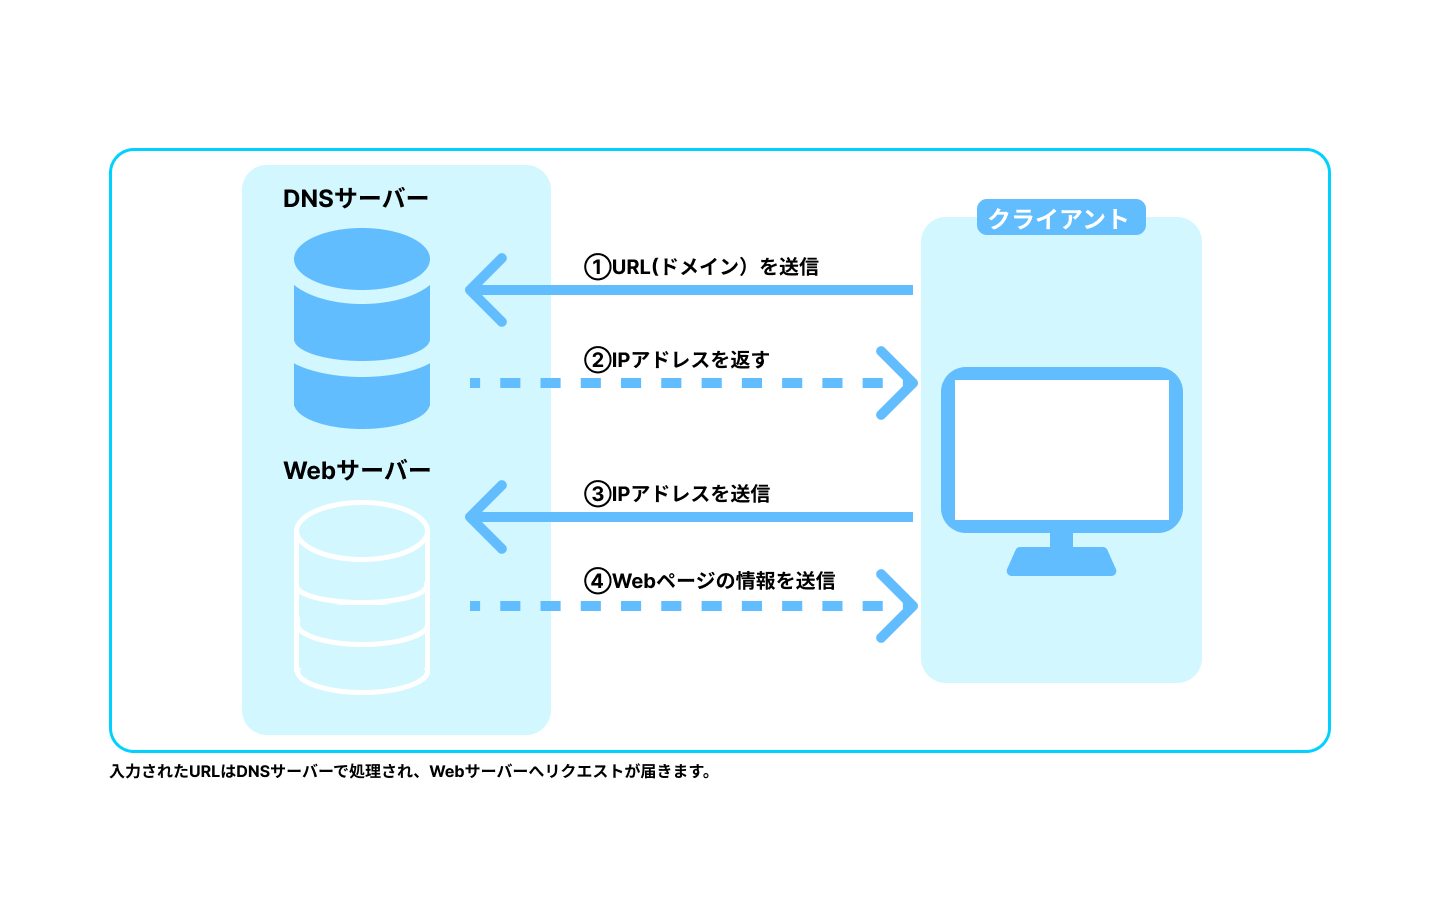 DNSサーバー
クライアント
①URL(ドメイン）を送信
②IPアドレスを返す
Webサーバー
③IPアドレスを送信
④Webページの情報を送信
入力されたURLはDNSサーバーで処理され、Webサーバーへリクエストが届きます。